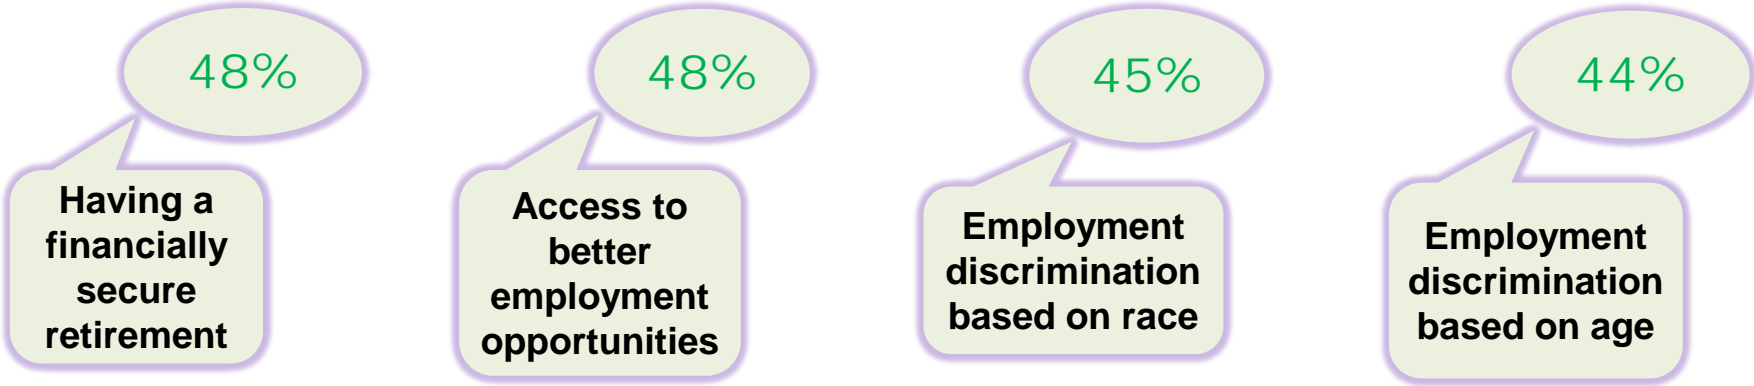 48%
48%
45%
44%
Having a
financially
secure
retirement
Access to
better
employment
opportunities
Employment
discrimination
based on race
Employment
discrimination
based on age